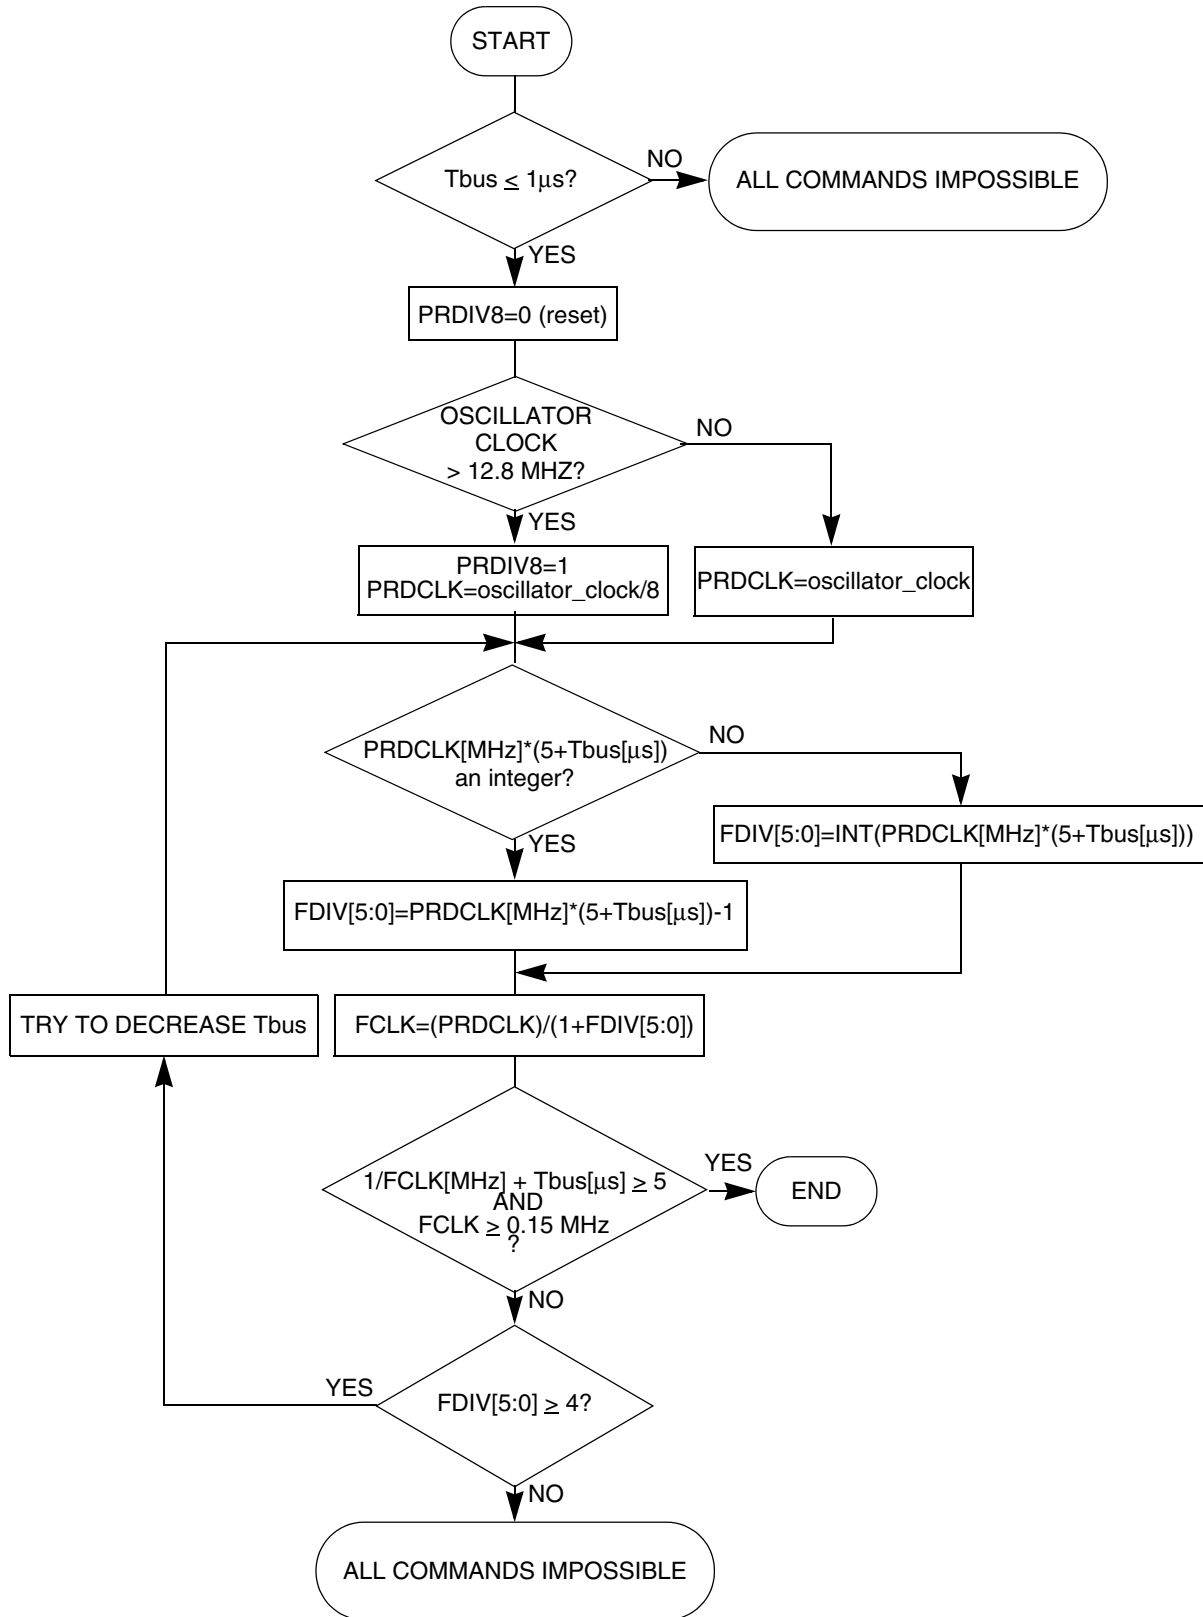 START
Tbus ≤ 1μs?
NO
ALL COMMANDS IMPOSSIBLE
YES
PRDIV8=0 (reset)
OSCILLATOR
CLOCK
> 12.8 MHZ?
NO
YES
PRDIV8=1
PRDCLK=oscillator_clock/8
PRDCLK=oscillator_clock
PRDCLK[MHz]*(5+Tbus[μs])
an integer?
NO
YES
FDIV[5:0]=INT(PRDCLK[MHz]*(5+Tbus[μs]))
FDIV[5:0]=PRDCLK[MHz]*(5+Tbus[μs])-1
TRY TO DECREASE Tbus
FCLK=(PRDCLK)/(1+FDIV[5:0])
1/FCLK[MHz] + Tbus[μs] ≥ 5
AND
FCLK ≥ 0.15 MHz
?
YES
END
NO
FDIV[5:0] ≥ 4?
YES
NO
ALL COMMANDS IMPOSSIBLE